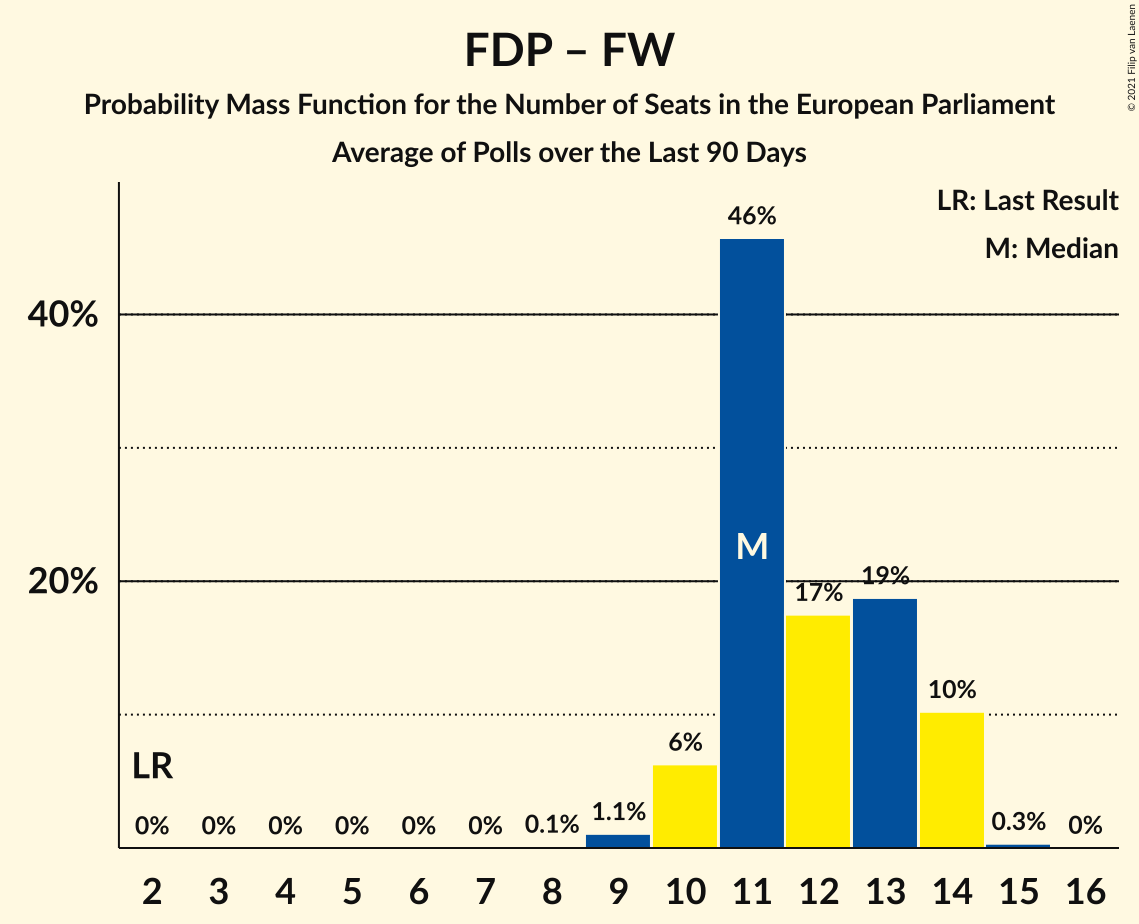 FDP – FW
Probability Mass Function for the Number of Seats in the European Parliament
Average of Polls over the Last 90 Days
© 2021 Filip van Laenen
LR: Last Result
M: Median
40%
20%
46%
M
17%
19%
10%
6%
LR
0%
0%
0%
0%
0%
0%
0.1%
1.1%
0.3%
0%
2 3 4 5 6 7 8 9 10 11 12 13 14 15 16